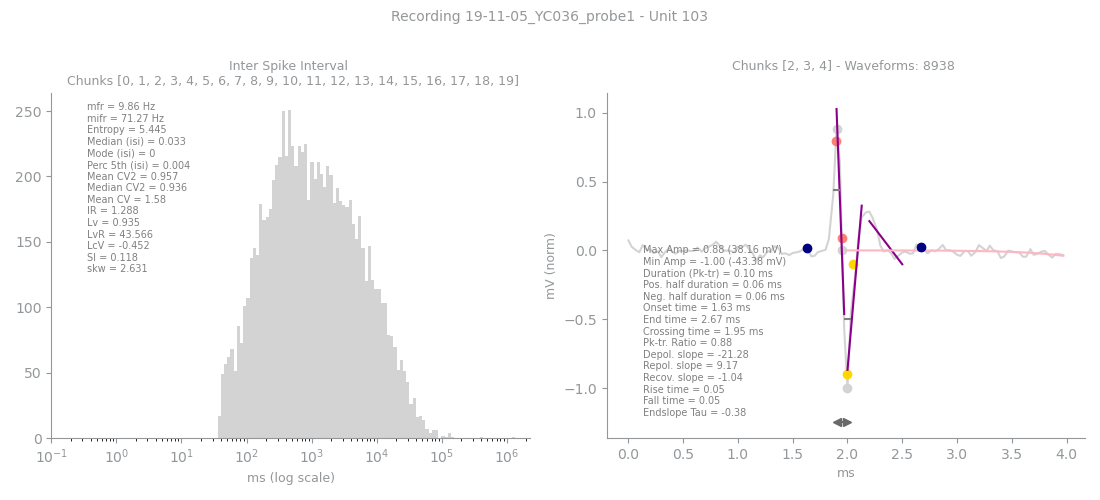 Recording 19-11-05_YC036_probe1 - Unit 103
Inter Spike Interval
Chunks [0, 1, 2, 3, 4, 5, 6, 7, 8, 9, 10, 11, 12, 13, 14, 15, 16, 17, 18, 19]
250
200
150
100
50
0
mfr = 9.86 Hz
mifr = 71.27 Hz
Entropy = 5.445
Median (isi) = 0.033
Mode (isi) = 0
Perc 5th (isi) = 0.004
Mean CV2 = 0.957
Median CV2 = 0.936
Mean CV = 1.58
IR = 1.288
Lv = 0.935
LvR = 43.566
LcV = -0.452
SI = 0.118
skw = 2.631
10⁻¹ 10⁰ 10¹ 10² 10³ 10⁴ 10⁵ 10⁶
ms (log scale)
Chunks [2, 3, 4] - Waveforms: 8938
mV (norm)
1.0
0.5
0.0
−0.5
−1.0
Max Amp = 0.88 (38.16 mV)
Min Amp = -1.00 (-43.38 mV)
Duration (Pk-tr) = 0.10 ms
Pos. half duration = 0.06 ms
Neg. half duration = 0.06 ms
Onset time = 1.63 ms
End time = 2.67 ms
Crossing time = 1.95 ms
Pk-tr. Ratio = 0.88
Depol. slope = -21.28
Repol. slope = 9.17
Recov. slope = -1.04
Rise time = 0.05
Fall time = 0.05
Endslope Tau = -0.38
0.0 0.5 1.0 1.5 2.0 2.5 3.0 3.5 4.0
ms